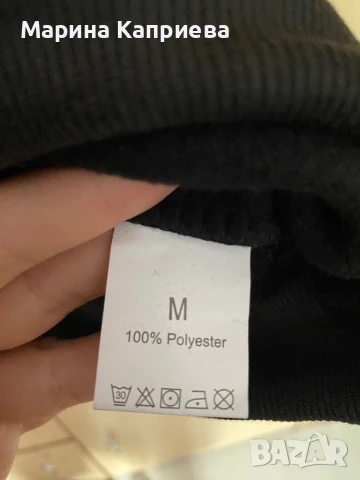 Марина Каприева
M
100% Polyester
30
BAZAR